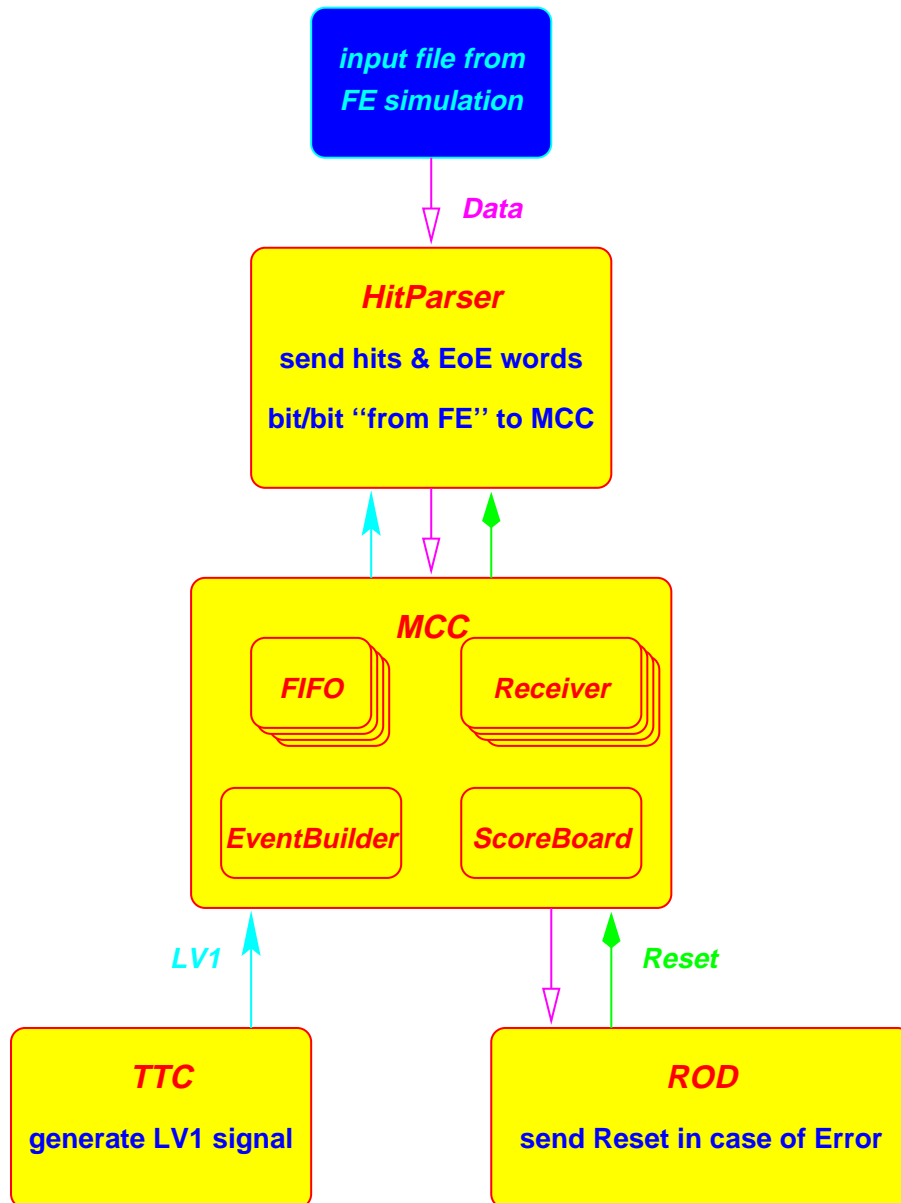 input file from
FE simulation
Data
HitParser
send hits & EoE words
bit/bit ‘‘from FE’’ to MCC
MCC
FIFO
Receiver
EventBuilder
ScoreBoard
LV1
Reset
TTC
generate LV1 signal
ROD
send Reset in case of Error